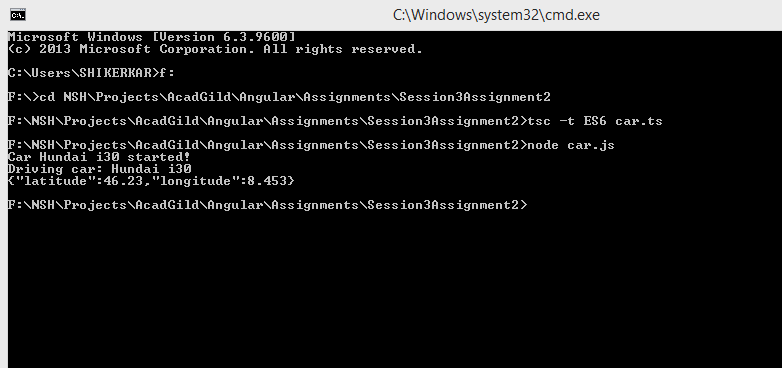 C:\Windows\system32\cmd.exe
Microsoft Windows [Version 6.3.9600]
(c) 2013 Microsoft Corporation. All rights reserved.
C:\Users\SHIKERKAR>f:
F:\>cd NSH\Projects\AcadGild\Angular\Assignments\Session3Assignment2
F:\NSH\Projects\AcadGild\Angular\Assignments\Session3Assignment2>tsc -t ES6 car.ts
F:\NSH\Projects\AcadGild\Angular\Assignments\Session3Assignment2>node car.js
Car Hundai i30 started!
Driving car: Hundai i30
{"latitude":46.23,"longitude":8.453}
F:\NSH\Projects\AcadGild\Angular\Assignments\Session3Assignment2>